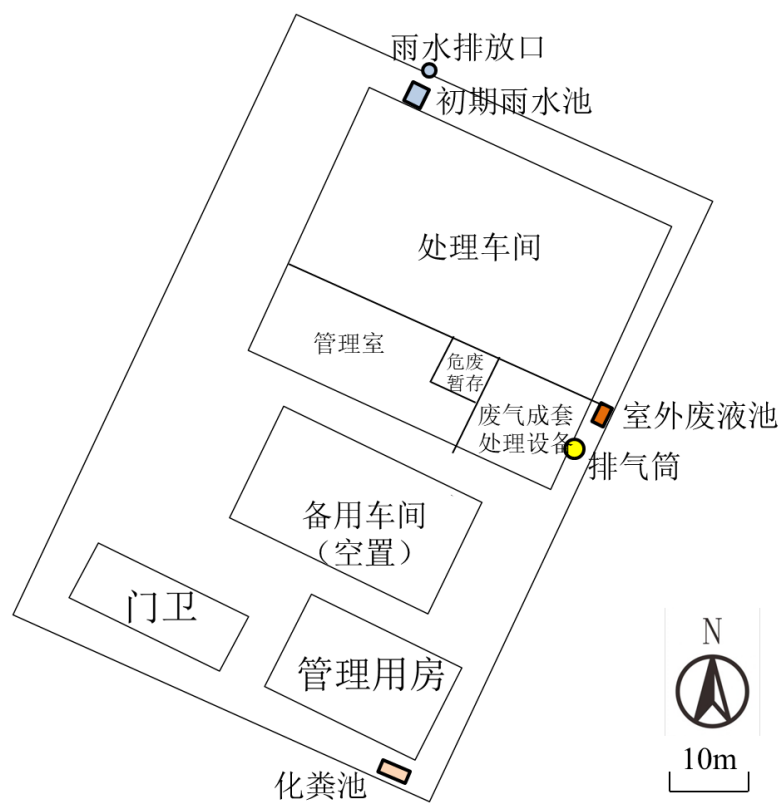 雨水排放口
初期雨水池
处理车间
管理室
危废
暂存
废气成套
处理设备
室外废液池
排气筒
备用车间
（空置）
门卫
管理用房
化粪池
N
10m